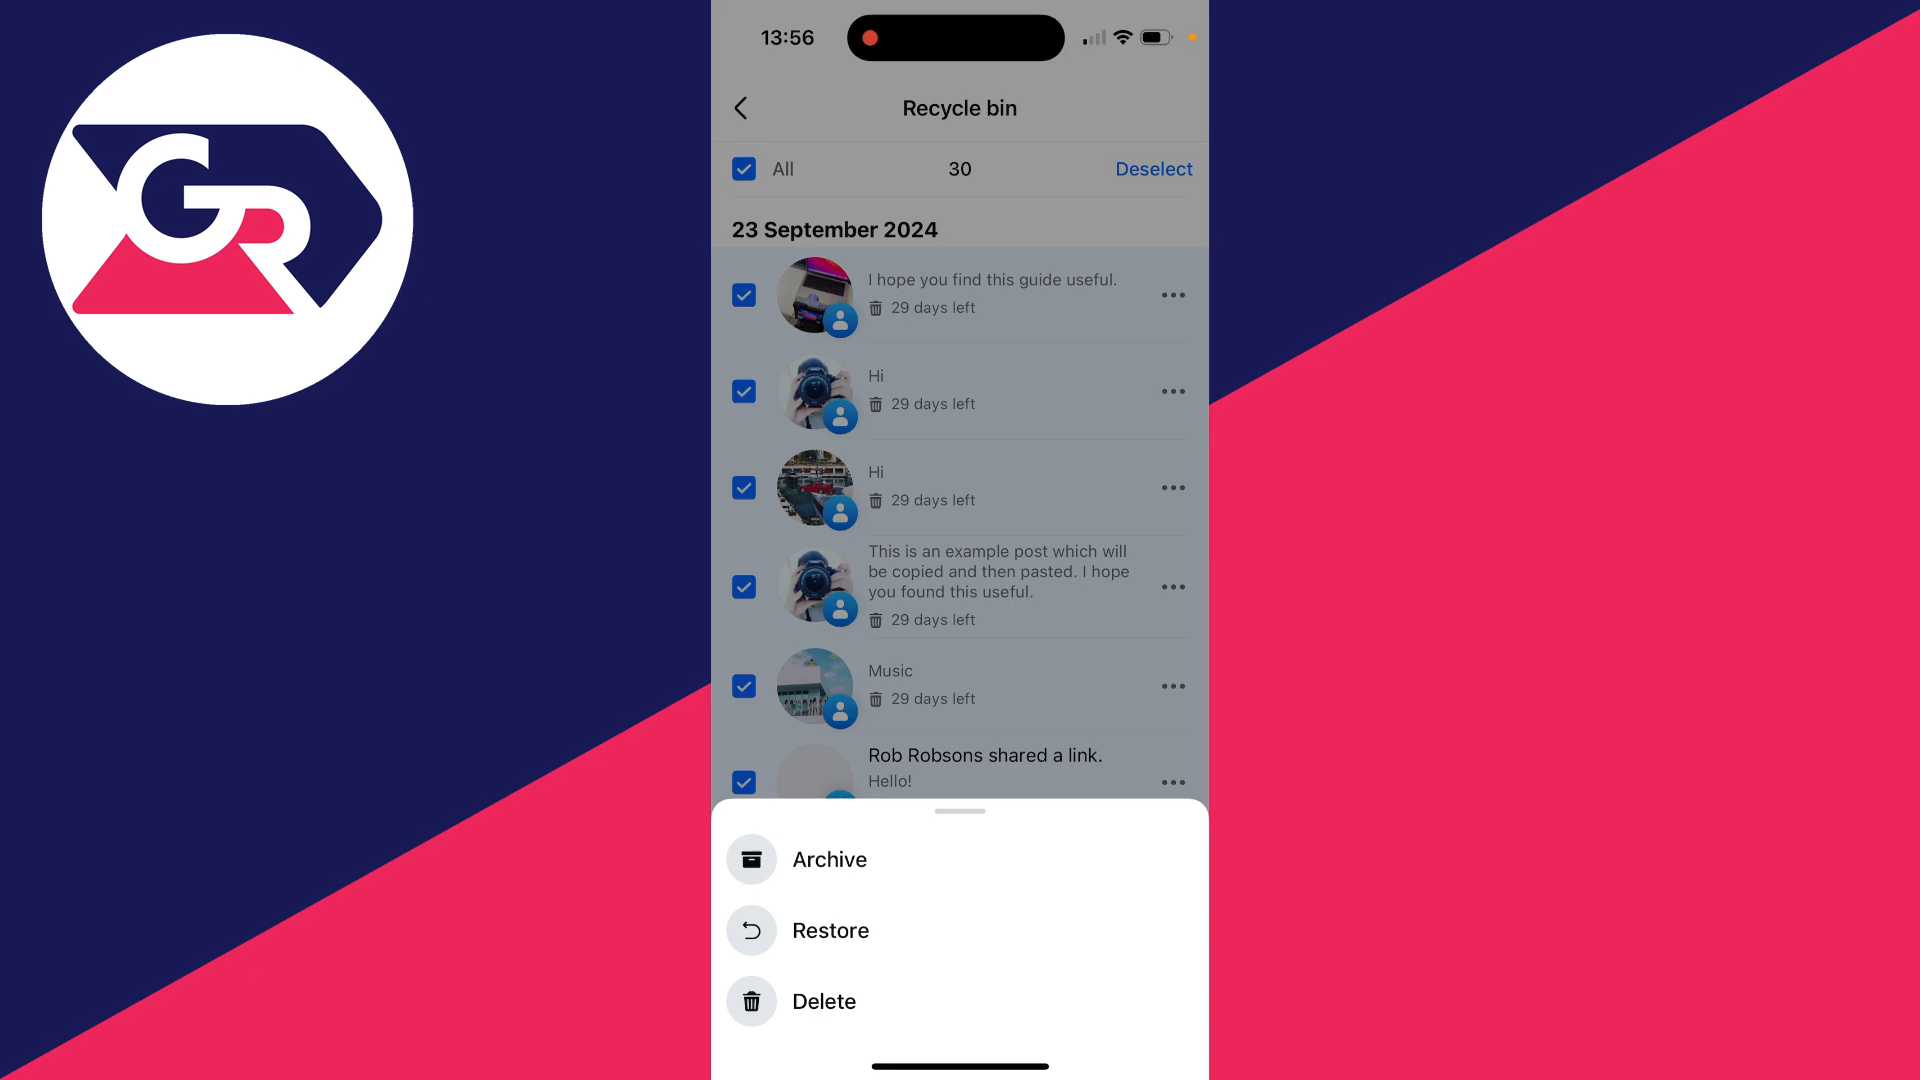 GR
13:56
Recycle bin
All 30 Deselect
23 September 2024
I hope you find this guide useful.
29 days left
Hi
29 days left
Hi
29 days left
This is an example post which will
be copied and then pasted. I hope
you found this useful.
29 days left
Music
29 days left
Rob Robsons shared a link.
Hello!
Archive
Restore
Delete